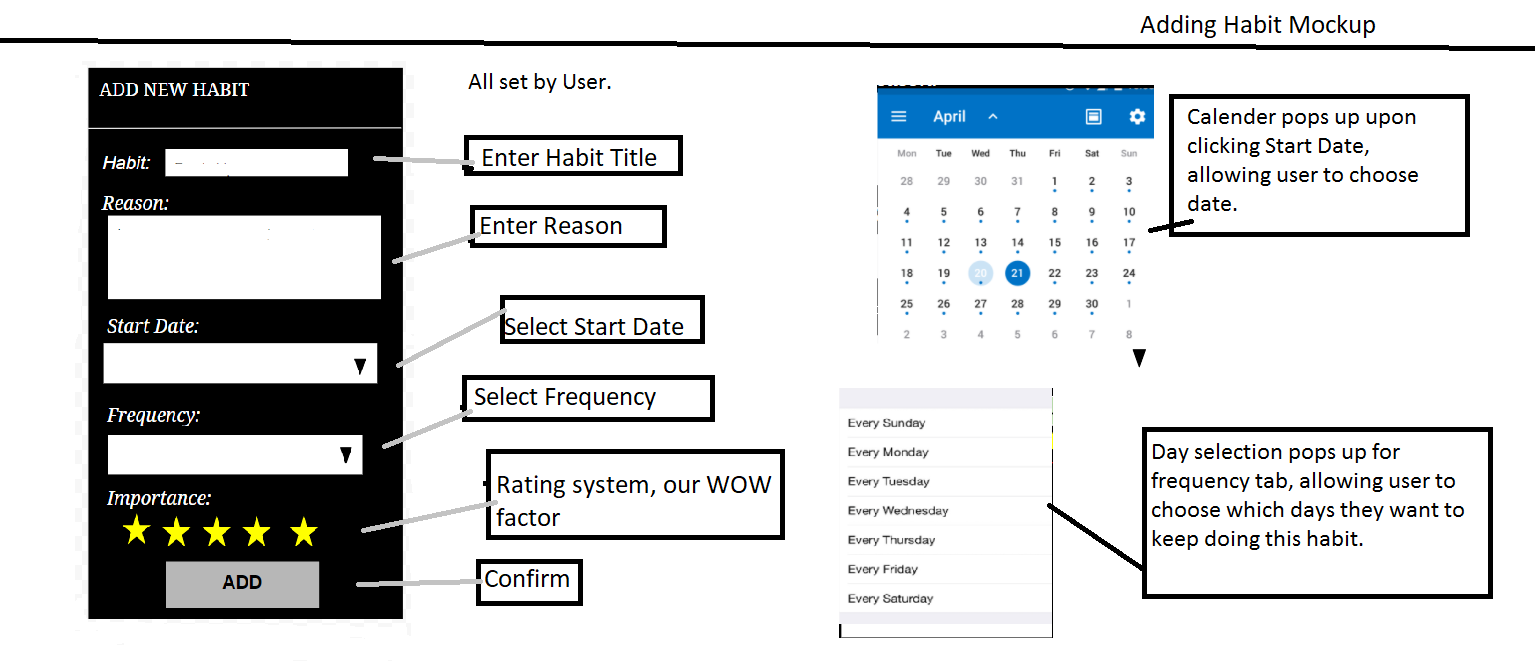 Adding Habit Mockup
ADD NEW HABIT
All set by User.
Habit:
Enter Habit Title
Reason:
Enter Reason
Start Date:
Select Start Date
Frequency:
Select Frequency
Importance:
Rating system, our WOW
factor
ADD
Confirm
April
Mon Tue Wed Thu Fri Sat Sun
28 29 30 31 1 2 3
4 5 6 7 8 9 10
11 12 13 14 15 16 17
18 19 20 21 22 23 24
25 26 27 28 29 30 1
2 3 4 5 6 7 8
Calender pops up upon
clicking Start Date,
allowing user to choose
date.
Every Sunday
Every Monday
Every Tuesday
Every Wednesday
Every Thursday
Every Friday
Every Saturday
Day selection pops up for
frequency tab, allowing user to
choose which days they want to
keep doing this habit.